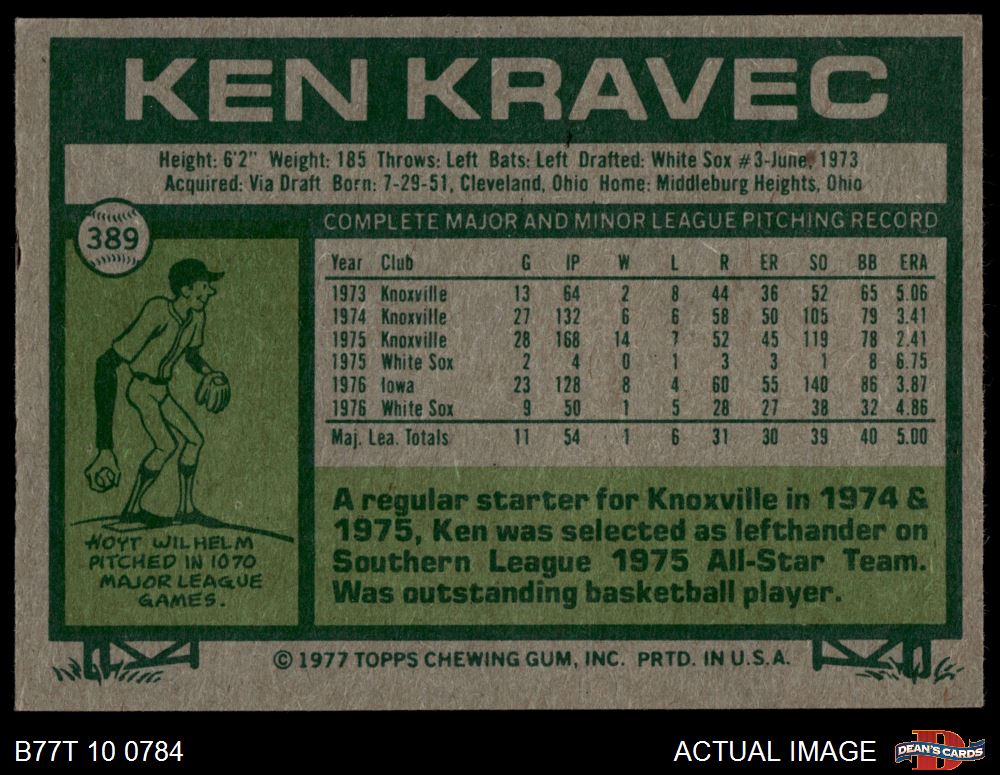 KEN KRAVEC
Height: 6'2" Weight: 185 Throws: Left Bats: Left Drafted: White Sox #3-June, 1973
Acquired: Via Draft Born: 7-29-51, Cleveland, Ohio Home: Middleburg Heights, Ohio
389
COMPLETE MAJOR AND MINOR LEAGUE PITCHING RECORD
Year Club G IP W L R ER SO BB ERA
1973 Knoxville 13 64 2 8 44 36 52 65 5.06
1974 Knoxville 27 132 6 6 58 50 105 79 3.41
1975 Knoxville 28 168 14 7 52 45 119 78 2.41
1975 White Sox 2 4 0 1 3 3 1 8 6.75
1976 Iowa 23 128 8 4 60 55 140 86 3.87
1976 White Sox 9 50 1 5 28 27 38 32 4.86
Maj. Lea. Totals 11 54 1 6 31 30 39 40 5.00
HOYT WILHELM
PITCHED IN 1070
MAJOR LEAGUE
GAMES.
A regular starter for Knoxville in 1974 &
1975, Ken was selected as lefthander on
Southern League 1975 All-Star Team.
Was outstanding basketball player.
© 1977 TOPPS CHEWING GUM, INC. PRTD. IN U.S.A.
B77T 10 0784
ACTUAL IMAGE
D
DEAN'S CARDS